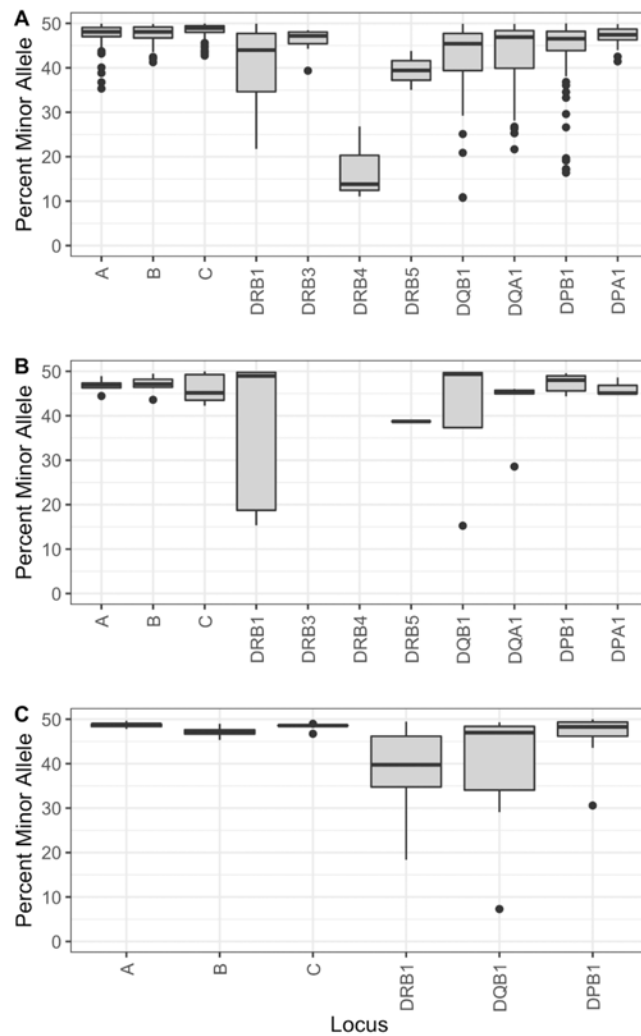 A
Percent Minor Allele
50
40
30
20
10
0
A B C DRB1 DRB3 DRB4 DRB5 DQB1 DQA1 DPB1 DPA1
B
Percent Minor Allele
50
40
30
20
10
0
A B C DRB1 DRB3 DRB4 DRB5 DQB1 DQA1 DPB1 DPA1
C
Percent Minor Allele
50
40
30
20
10
0
A B C DRB1 DQB1 DPB1
Locus